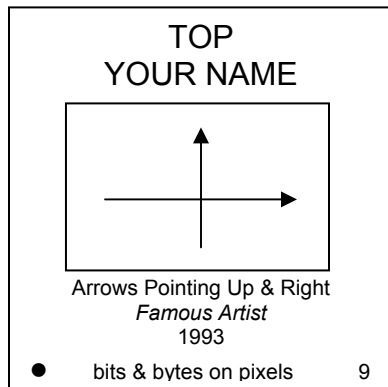 TOP
YOUR NAME
Arrows Pointing Up & Right
Famous Artist
1993
● bits & bytes on pixels 9